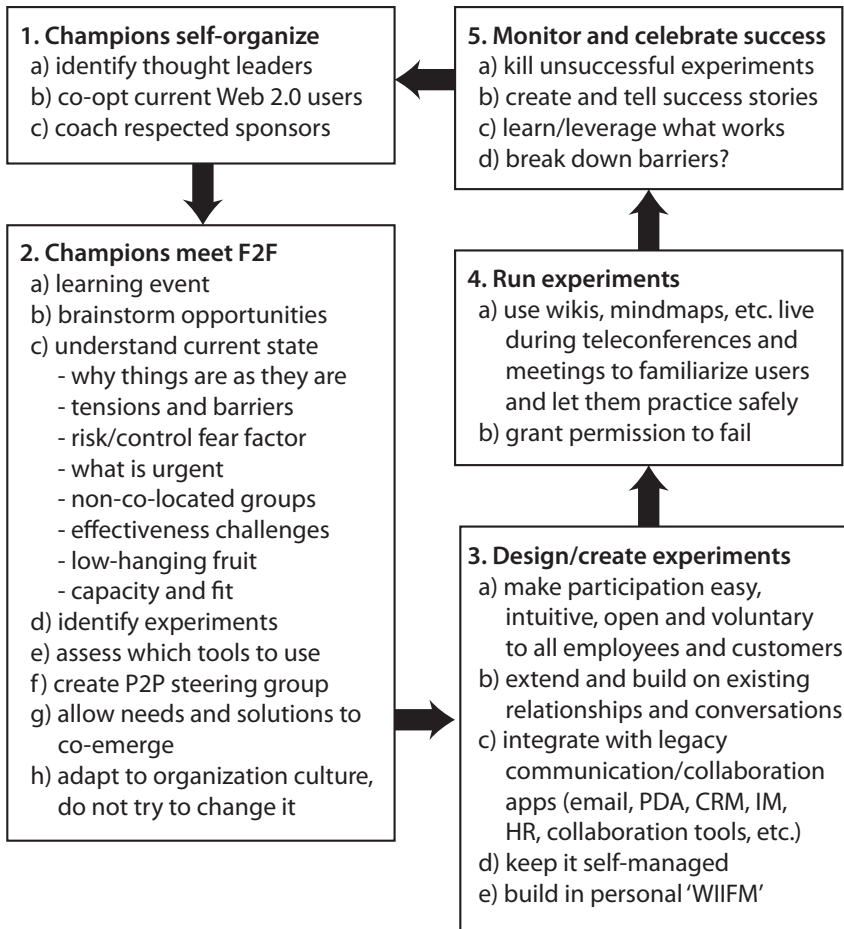 1. Champions self-organize
a) identify thought leaders
b) co-opt current Web 2.0 users
c) coach respected sponsors
2. Champions meet F2F
a) learning event
b) brainstorm opportunities
c) understand current state
- why things are as they are
- tensions and barriers
- risk/control fear factor
- what is urgent
- non-co-located groups
- effectiveness challenges
- low-hanging fruit
- capacity and fit
d) identify experiments
e) assess which tools to use
f) create P2P steering group
g) allow needs and solutions to
co-emerge
h) adapt to organization culture,
do not try to change it
3. Design/create experiments
a) make participation easy,
intuitive, open and voluntary
to all employees and customers
b) extend and build on existing
relationships and conversations
c) integrate with legacy
communication/collaboration
apps (email, PDA, CRM, IM,
HR, collaboration tools, etc.)
d) keep it self-managed
e) build in personal ‘WIIFM’
4. Run experiments
a) use wikis, mindmaps, etc. live
during teleconferences and
meetings to familiarize users
and let them practice safely
b) grant permission to fail
5. Monitor and celebrate success
a) kill unsuccessful experiments
b) create and tell success stories
c) learn/leverage what works
d) break down barriers?